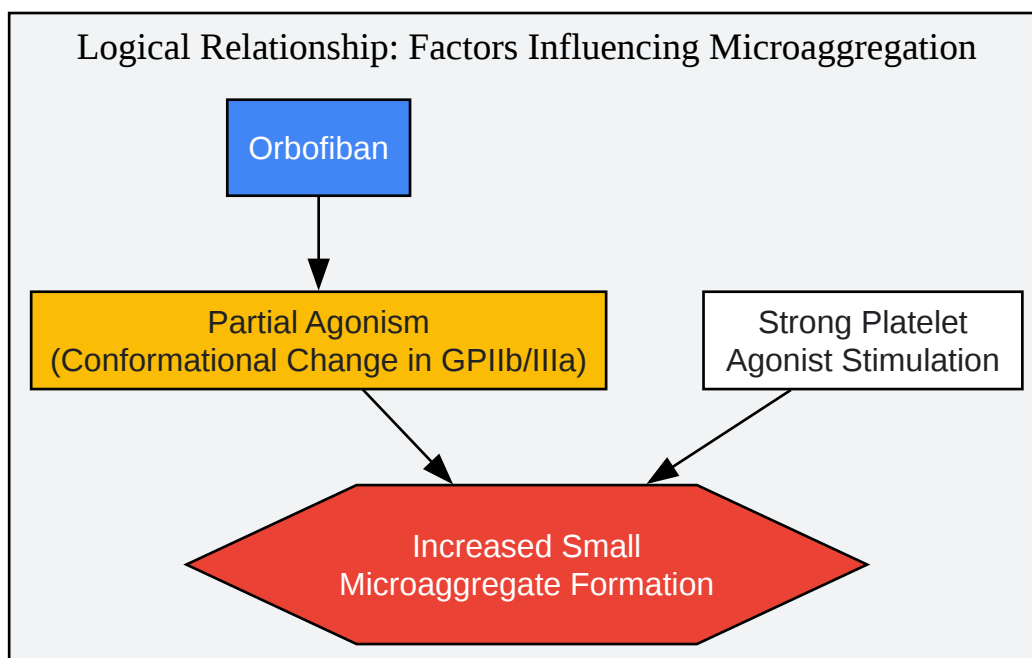 Logical Relationship: Factors Influencing Microaggregation
Orbofiban
Partial Agonism
(Conformational Change in GPIIb/IIIa)
Strong Platelet
Agonist Stimulation
Increased Small
Microaggregate Formation